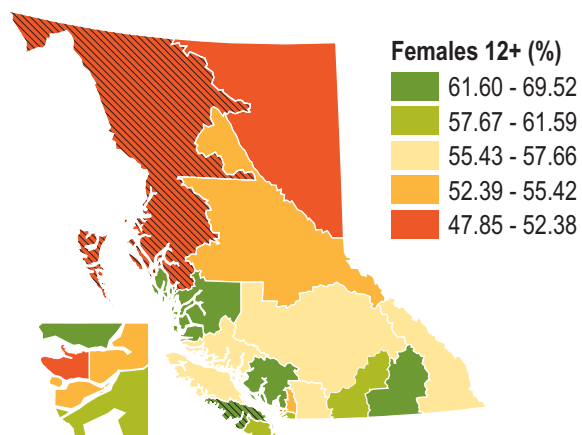 Females 12+ (%)
61.60 - 69.52
57.67 - 61.59
55.43 - 57.66
52.39 - 55.42
47.85 - 52.38